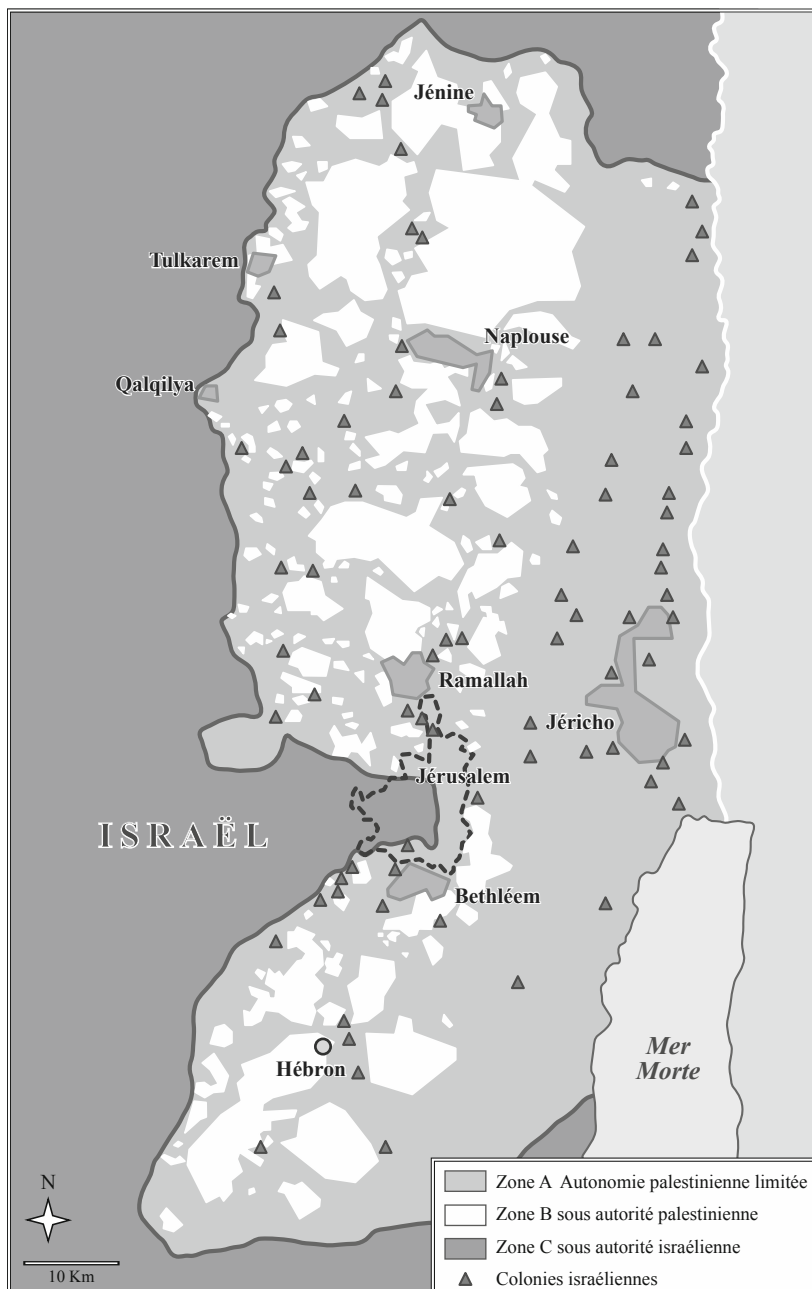 Jénine
Tulkarem
Naplouse
Qalqilya
Ramallah
Jéricho
Jérusalem
ISRAËL
Bethléem
Mer
Morte
Hébron
N
10 Km
Zone A Autonomie palestinienne limitée
Zone B sous autorité palestinienne
Zone C sous autorité israélienne
Colonies israéliennes